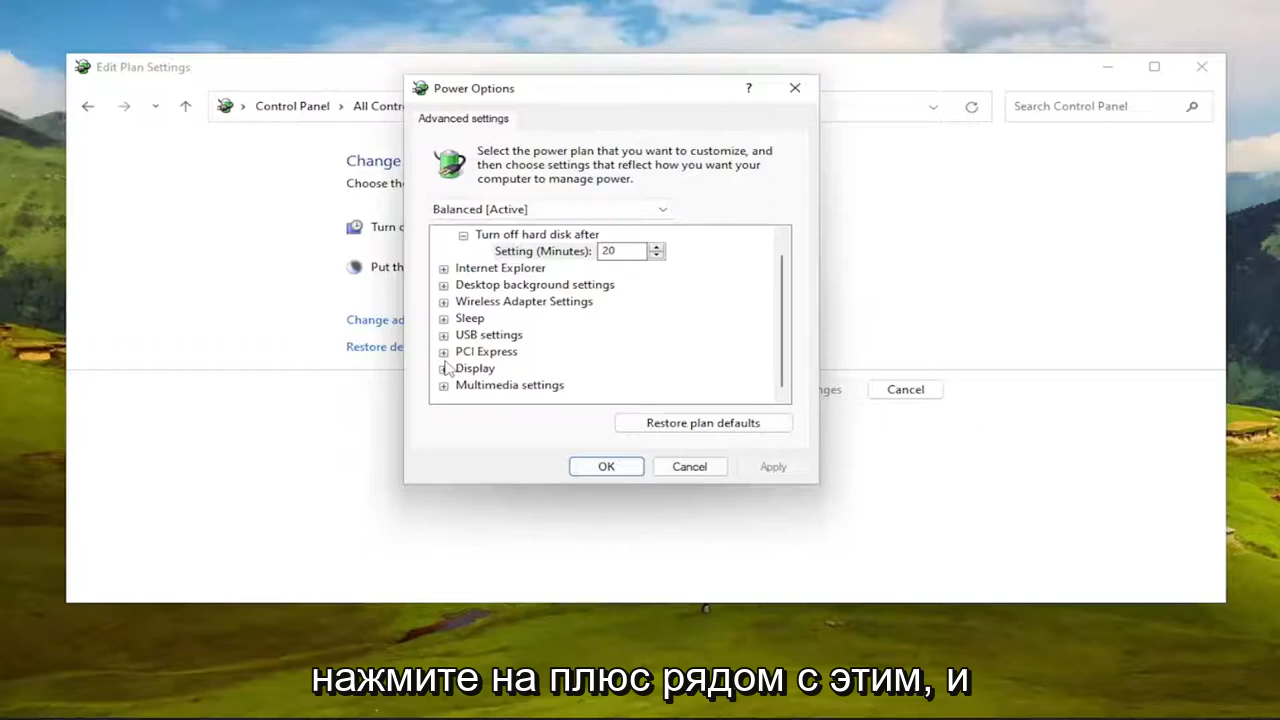 Edit Plan Settings
Power Options
Control Panel
All Contro
Search Control Panel
Advanced settings
Select the power plan that you want to customize, and
then choose settings that reflect how you want your
computer to manage power.
Change
Choose the
Balanced [Active]
Turn o
Turn off hard disk after
Setting (Minutes): 20
Put th
Internet Explorer
Desktop background settings
Wireless Adapter Settings
Change ad
Sleep
USB settings
Restore de
PCI Express
Display
Multimedia settings
nges
Cancel
Restore plan defaults
OK
Cancel
Apply
нажмите на плюс рядом с этим, и